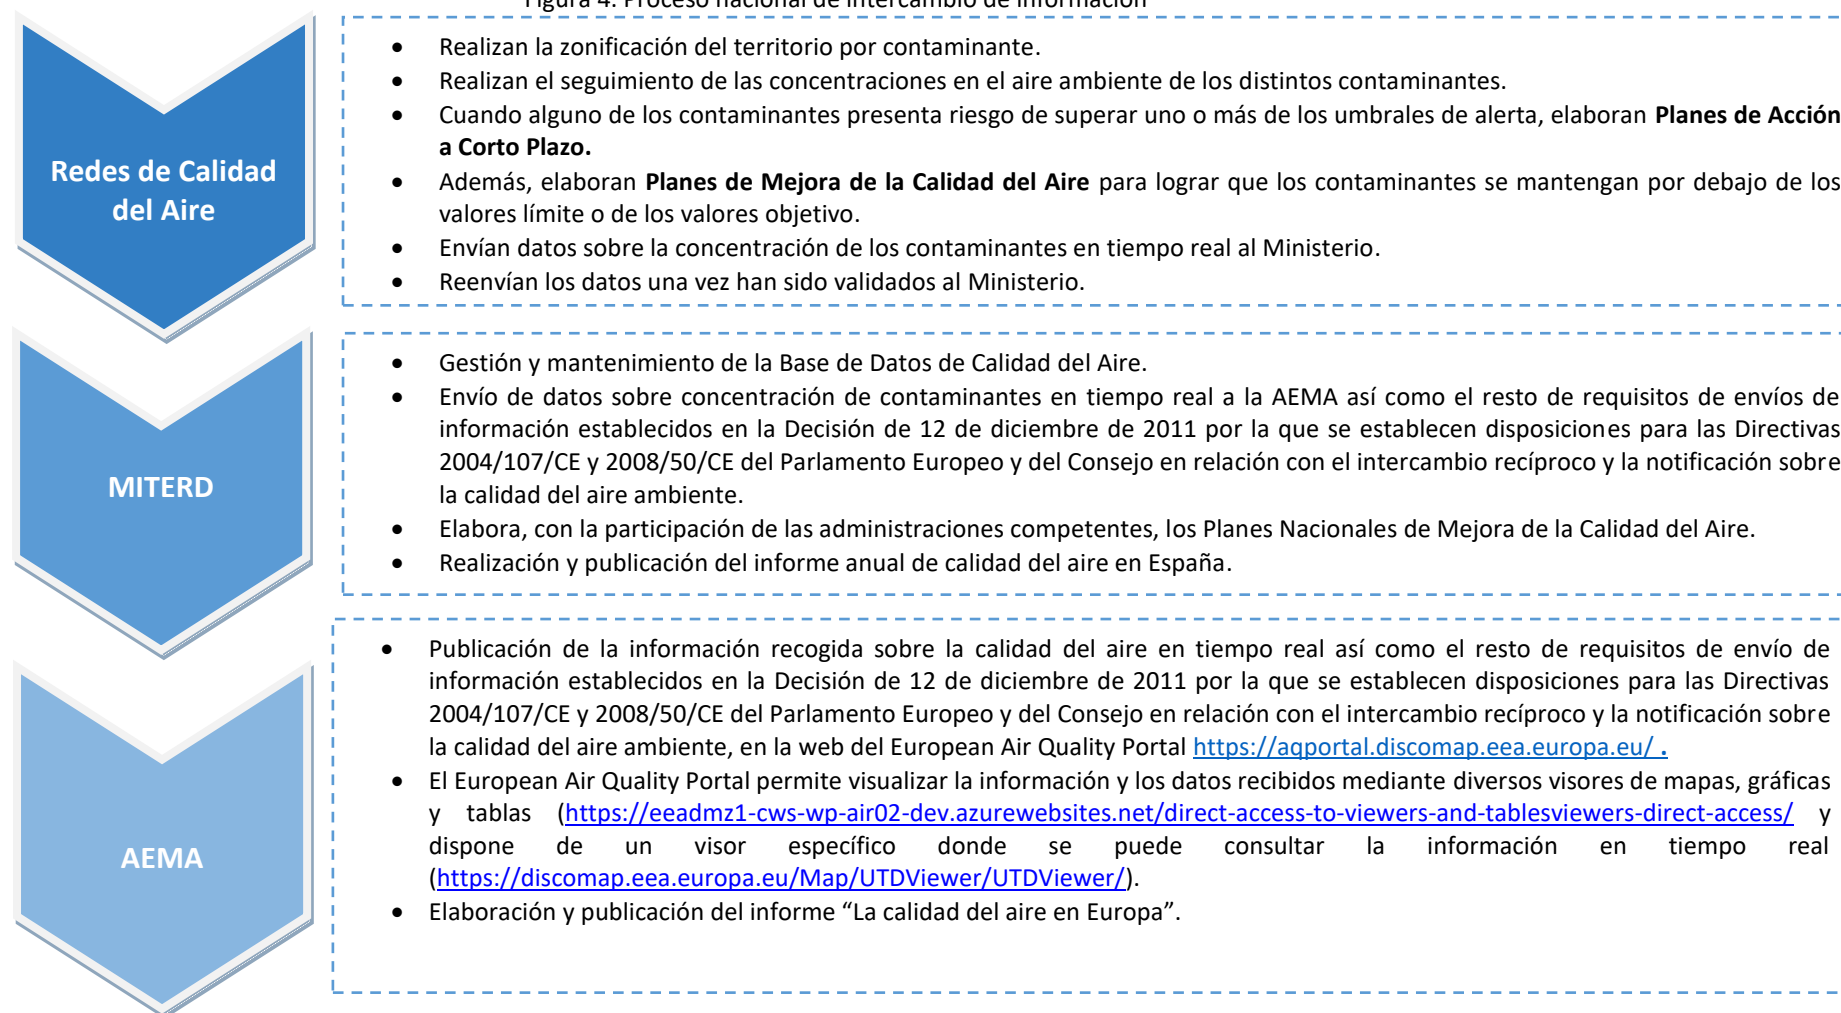 Figura 4. Proceso nacional de intercambio de información
Redes de Calidad
del Aire
• Realizan la zonificación del territorio por contaminante.
• Realizan el seguimiento de las concentraciones en el aire ambiente de los distintos contaminantes.
• Cuando alguno de los contaminantes presenta riesgo de superar uno o más de los umbrales de alerta, elaboran Planes de Acción
a Corto Plazo.
• Además, elaboran Planes de Mejora de la Calidad del Aire para lograr que los contaminantes se mantengan por debajo de los
valores límite o de los valores objetivo.
• Envían datos sobre la concentración de los contaminantes en tiempo real al Ministerio.
• Reenvían los datos una vez han sido validados al Ministerio.
MITERD
• Gestión y mantenimiento de la Base de Datos de Calidad del Aire.
• Envío de datos sobre concentración de contaminantes en tiempo real a la AEMA así como el resto de requisitos de envíos de
información establecidos en la Decisión de 12 de diciembre de 2011 por la que se establecen disposiciones para las Directivas
2004/107/CE y 2008/50/CE del Parlamento Europeo y del Consejo en relación con el intercambio recíproco y la notificación sobre
la calidad del aire ambiente.
• Elabora, con la participación de las administraciones competentes, los Planes Nacionales de Mejora de la Calidad del Aire.
• Realización y publicación del informe anual de calidad del aire en España.
AEMA
• Publicación de la información recogida sobre la calidad del aire en tiempo real así como el resto de requisitos de envío de
información establecidos en la Decisión de 12 de diciembre de 2011 por la que se establecen disposiciones para las Directivas
2004/107/CE y 2008/50/CE del Parlamento Europeo y del Consejo en relación con el intercambio recíproco y la notificación sobre
la calidad del aire ambiente, en la web del European Air Quality Portal https://aqportal.discomap.eea.europa.eu/ .
• El European Air Quality Portal permite visualizar la información y los datos recibidos mediante diversos visores de mapas, gráficas
y tablas (https://eeadmz1-cws-wp-air02-dev.azurewebsites.net/direct-access-to-viewers-and-tablesviewers-direct-access/ y
dispone de un visor específico donde se puede consultar la información en tiempo real
(https://discomap.eea.europa.eu/Map/UTDViewer/UTDViewer/).
• Elaboración y publicación del informe “La calidad del aire en Europa”.